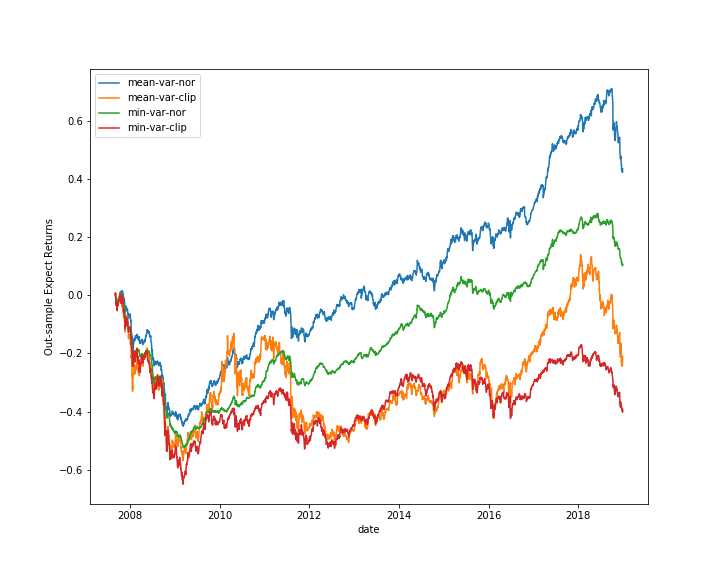 mean-var-nor
mean-var-clip
min-var-nor
min-var-clip
Out-sample Expect Returns
0.6
0.4
0.2
0.0
−0.2
−0.4
−0.6
2008 2010 2012 2014 2016 2018
date